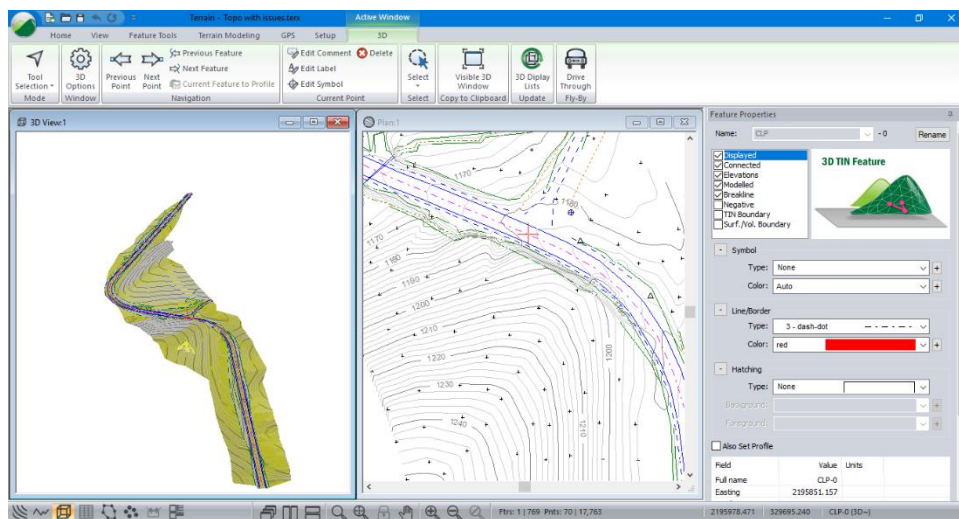 Terrain - Topo with issues.terx
Active Window
Home View Feature Tools Terrain Modeling GPS Setup 3D
Tool Selection
Mode
3D Options
Window
Previous Point
Next Point
Previous Feature
Next Feature
Current Feature to Profile
Navigation
Edit Comment
Delete
Edit Label
Edit Symbol
Current Point
Select
Select
Visible 3D Window
Copy to Clipboard
3D Diplay Lists
Update
Drive Through
Fly-By
3D View:1
Plan:1
1170
1180
1170
1180
1190
1200
1210
1220
1230
1240
1200
1210
Feature Properties
Name: CLP - 0 Rename
Displayed
Connected
Elevations
Modelled
Breakline
Negative
TIN Boundary
Surf./Vol. Boundary
3D TIN Feature
Symbol
Type: None
Color: Auto
Line/Border
Type: 3 - dash-dot
Color: red
Hatching
Type: None
Background:
Foreground:
Also Set Profile
Field Value Units
Full name CLP-0
Easting 2195851.157
Ftrs: 1 | 769 Pnts: 70 | 17,763
2195978.471 329695.240 CLP-0 (3D~)